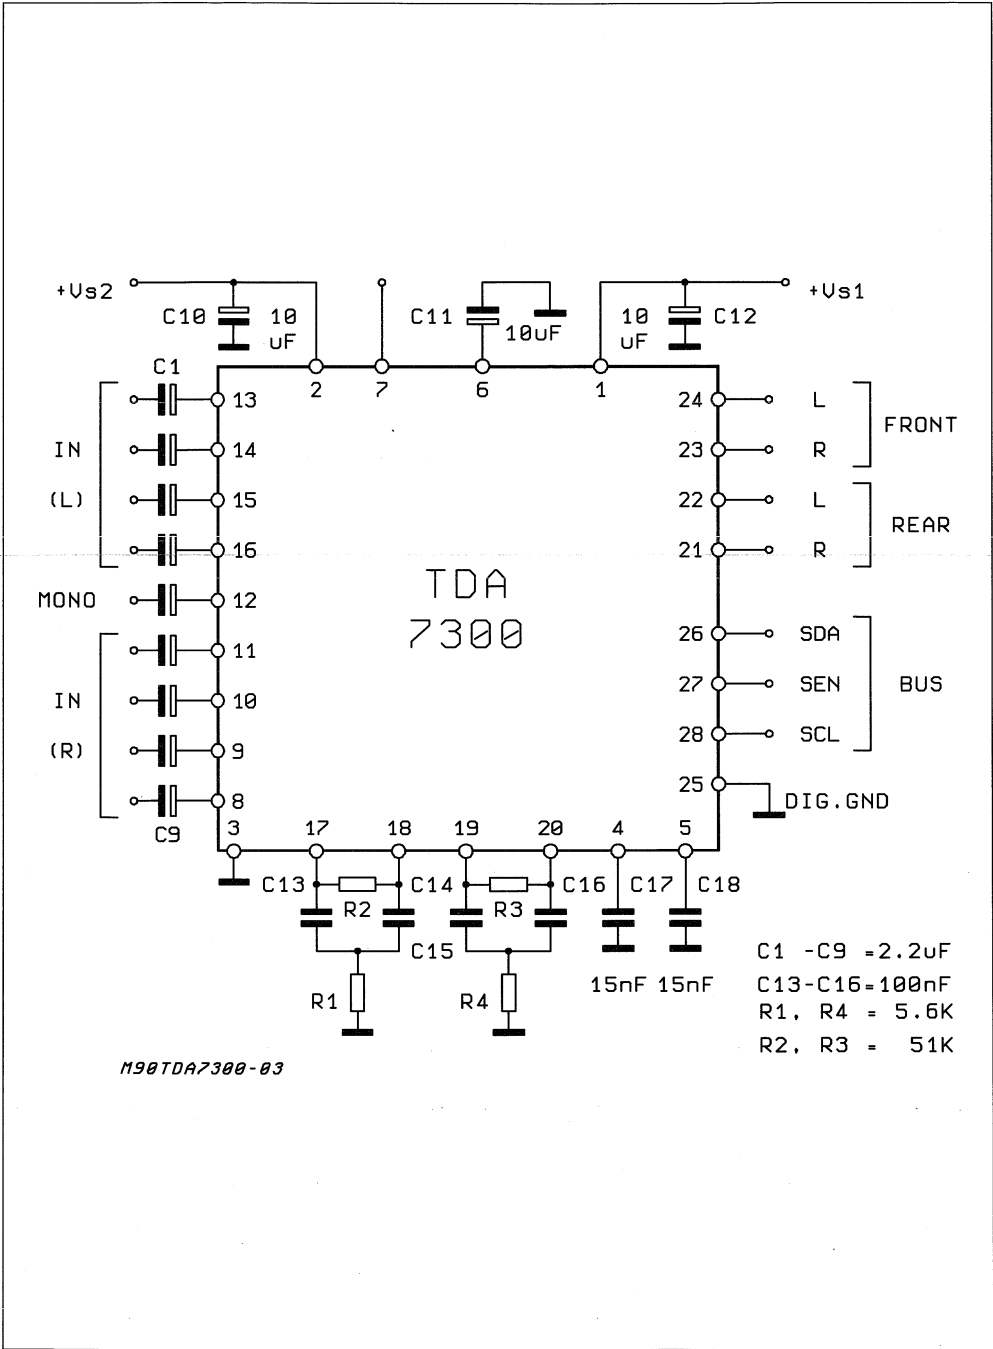 +Vs2
+Vs1
C10
10
uF
C11
10uF
10
uF
C12
C1
2
7
6
1
13
14
15
16
12
11
10
9
8
IN
(L)
MONO
IN
(R)
C9
TDA
7300
24
L
23
R
FRONT
22
L
21
R
REAR
26
SDA
27
SEN
28
SCL
BUS
25
DIG.GND
3
17
18
19
20
4
5
C13
R2
C14
C15
R3
C16
C17
C18
R1
R4
15nF
15nF
C1 -C9 =2.2uF
C13-C16=100nF
R1, R4 = 5.6K
R2, R3 = 51K
M90TDA7300-03